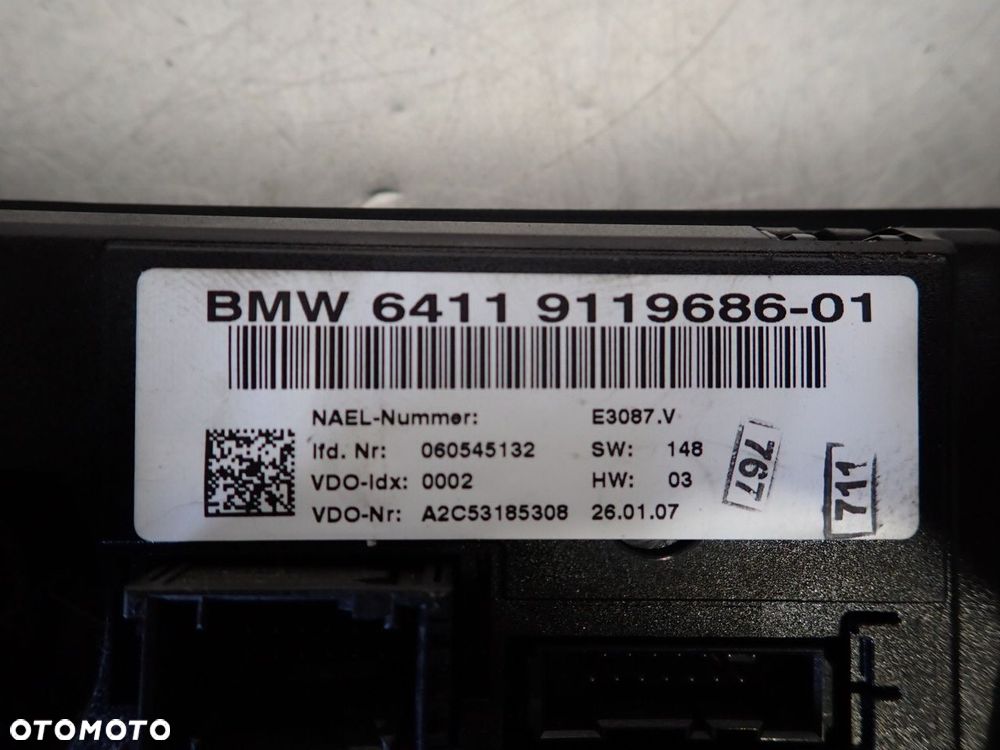 BMW 6411 9119686-01
NAEL-Nummer: E3087.V
lfd. Nr: 060545132 SW: 148
VDO-Idx: 0002 HW: 03
VDO-Nr: A2C53185308 26.01.07
767
711
OTOMOTO